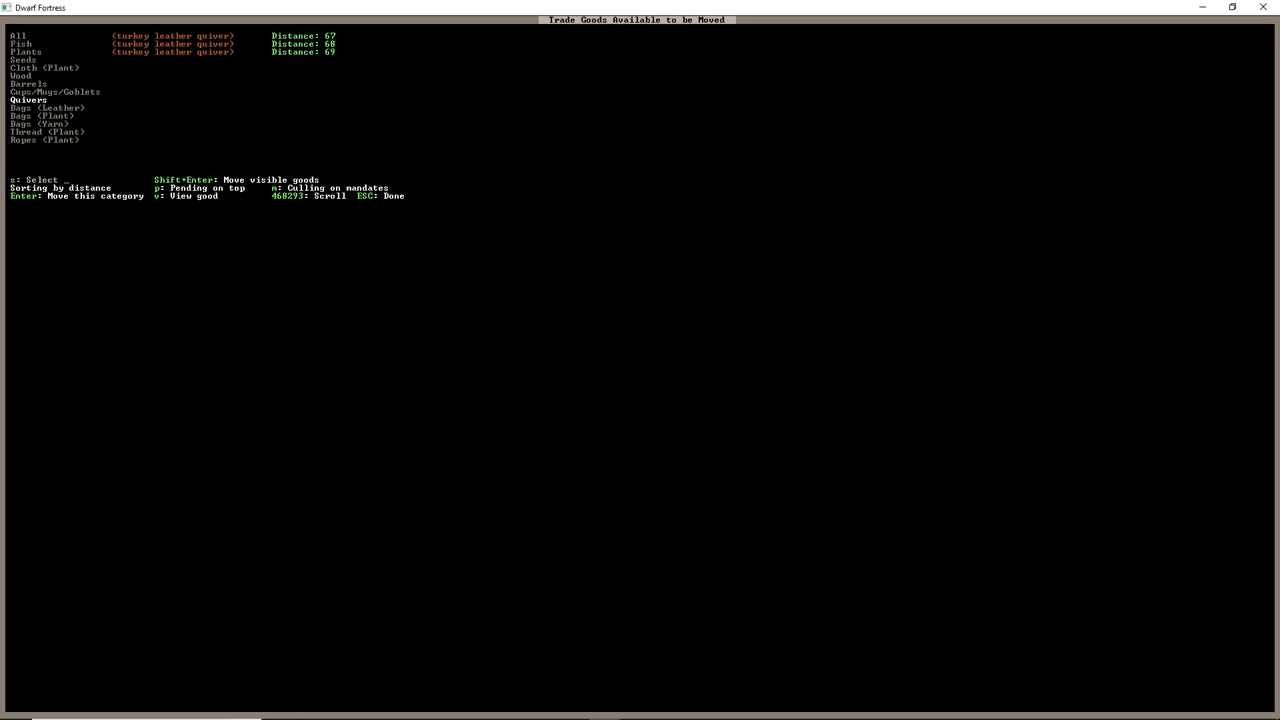 Dwarf Fortress
Trade Goods Available to be Moved
All (turkey leather quiver) Distance: 67
Fish (turkey leather quiver) Distance: 68
Plants (turkey leather quiver) Distance: 69
Seeds
Cloth (Plant)
Wood
Barrels
Cups/Mugs/Goblets
Quivers
Bags (Leather)
Bags (Plant)
Bags (Yarn)
Thread (Plant)
Ropes (Plant)
s: Select _ Shift+Enter: Move visible goods
Sorting by distance p: Pending on top m: Culling on mandates
Enter: Move this category v: View good 468293: Scroll ESC: Done